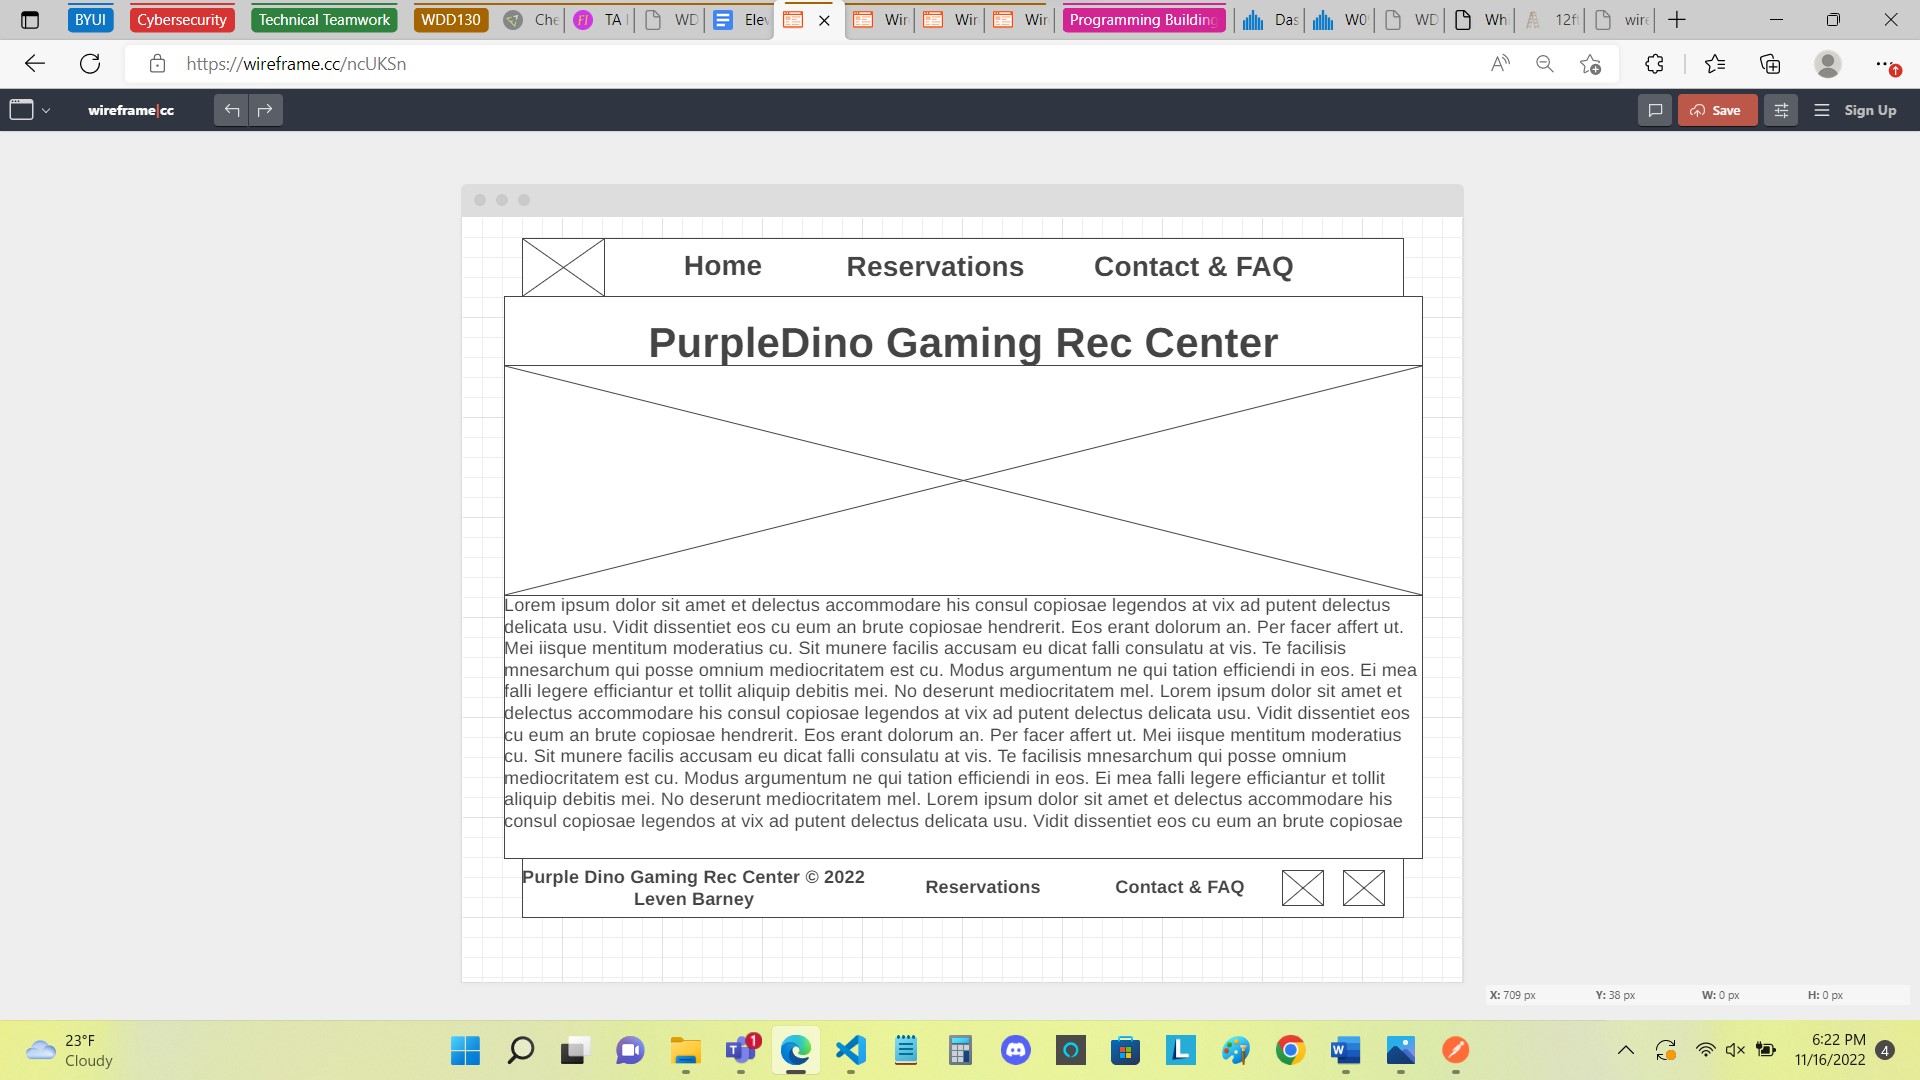 BYUI Cybersecurity Technical Teamwork WDD130 Che TA WD Elev Wir Wir Wir Programming Building Das W0 WD Wh 12f wire
https://wireframe.cc/ncUKSn
wireframe|cc Save Sign Up
Home Reservations Contact & FAQ
PurpleDino Gaming Rec Center
Lorem ipsum dolor sit amet et delectus accommodare his consul copiosae legendos at vix ad putent delectus
delicata usu. Vidit dissentiet eos cu eum an brute copiosae hendrerit. Eos erant dolorum an. Per facer affert ut.
Mei iisque mentitum moderatius cu. Sit munere facilis accusam eu dicat falli consulatu at vis. Te facilisis
mnesarchum qui posse omnium mediocritatem est cu. Modus argumentum ne qui tation efficiendi in eos. Ei mea
falli legere efficiantur et tollit aliquip debitis mei. No deserunt mediocritatem mel. Lorem ipsum dolor sit amet et
delectus accommodare his consul copiosae legendos at vix ad putent delectus delicata usu. Vidit dissentiet eos
cu eum an brute copiosae hendrerit. Eos erant dolorum an. Per facer affert ut. Mei iisque mentitum moderatius
cu. Sit munere facilis accusam eu dicat falli consulatu at vis. Te facilisis mnesarchum qui posse omnium
mediocritatem est cu. Modus argumentum ne qui tation efficiendi in eos. Ei mea falli legere efficiantur et tollit
aliquip debitis mei. No deserunt mediocritatem mel. Lorem ipsum dolor sit amet et delectus accommodare his
consul copiosae legendos at vix ad putent delectus delicata usu. Vidit dissentiet eos cu eum an brute copiosae
Purple Dino Gaming Rec Center © 2022
Leven Barney
Reservations Contact & FAQ
X: 709 px Y: 38 px W: 0 px H: 0 px
23°F
Cloudy
1
6:22 PM
11/16/2022
4